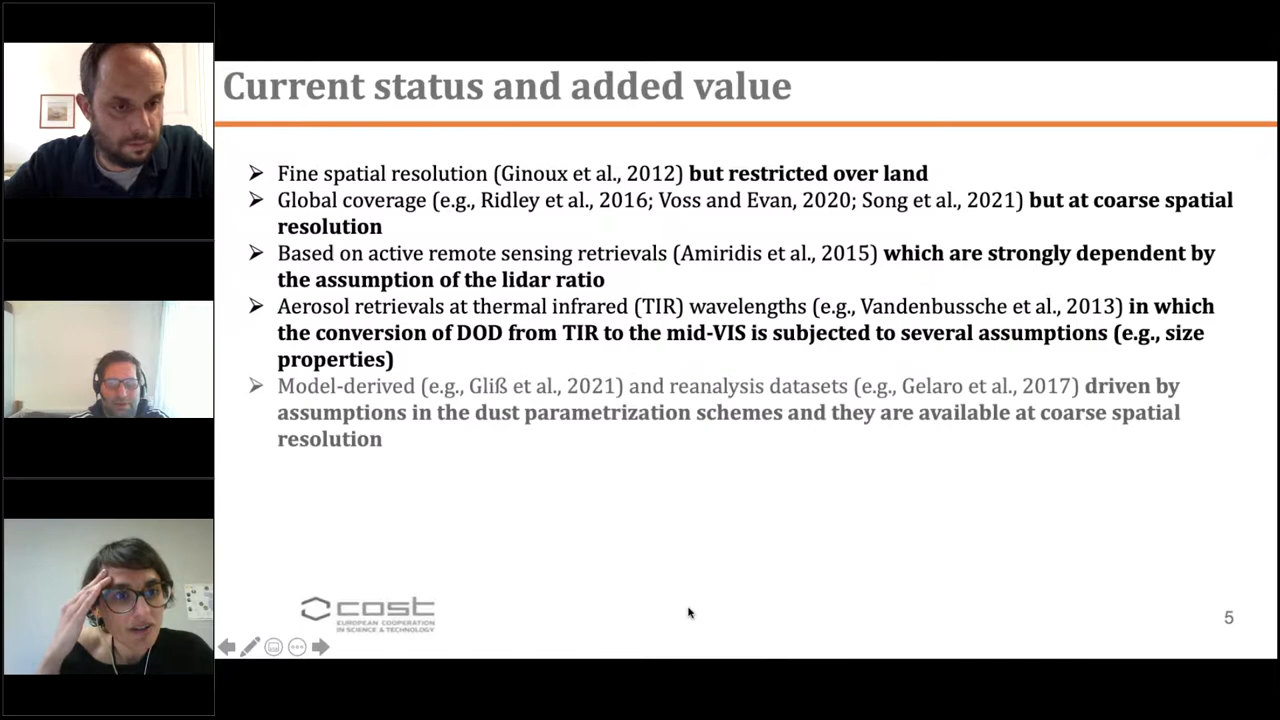 Current status and added value
Fine spatial resolution (Ginoux et al., 2012) but restricted over land
Global coverage (e.g., Ridley et al., 2016; Voss and Evan, 2020; Song et al., 2021) but at coarse spatial
resolution
Based on active remote sensing retrievals (Amiridis et al., 2015) which are strongly dependent by
the assumption of the lidar ratio
Aerosol retrievals at thermal infrared (TIR) wavelengths (e.g., Vandenbussche et al., 2013) in which
the conversion of DOD from TIR to the mid-VIS is subjected to several assumptions (e.g., size
properties)
Model-derived (e.g., Gliß et al., 2021) and reanalysis datasets (e.g., Gelaro et al., 2017) driven by
assumptions in the dust parametrization schemes and they are available at coarse spatial
resolution
cost
EUROPEAN COOPERATION
IN SCIENCE & TECHNOLOGY
5